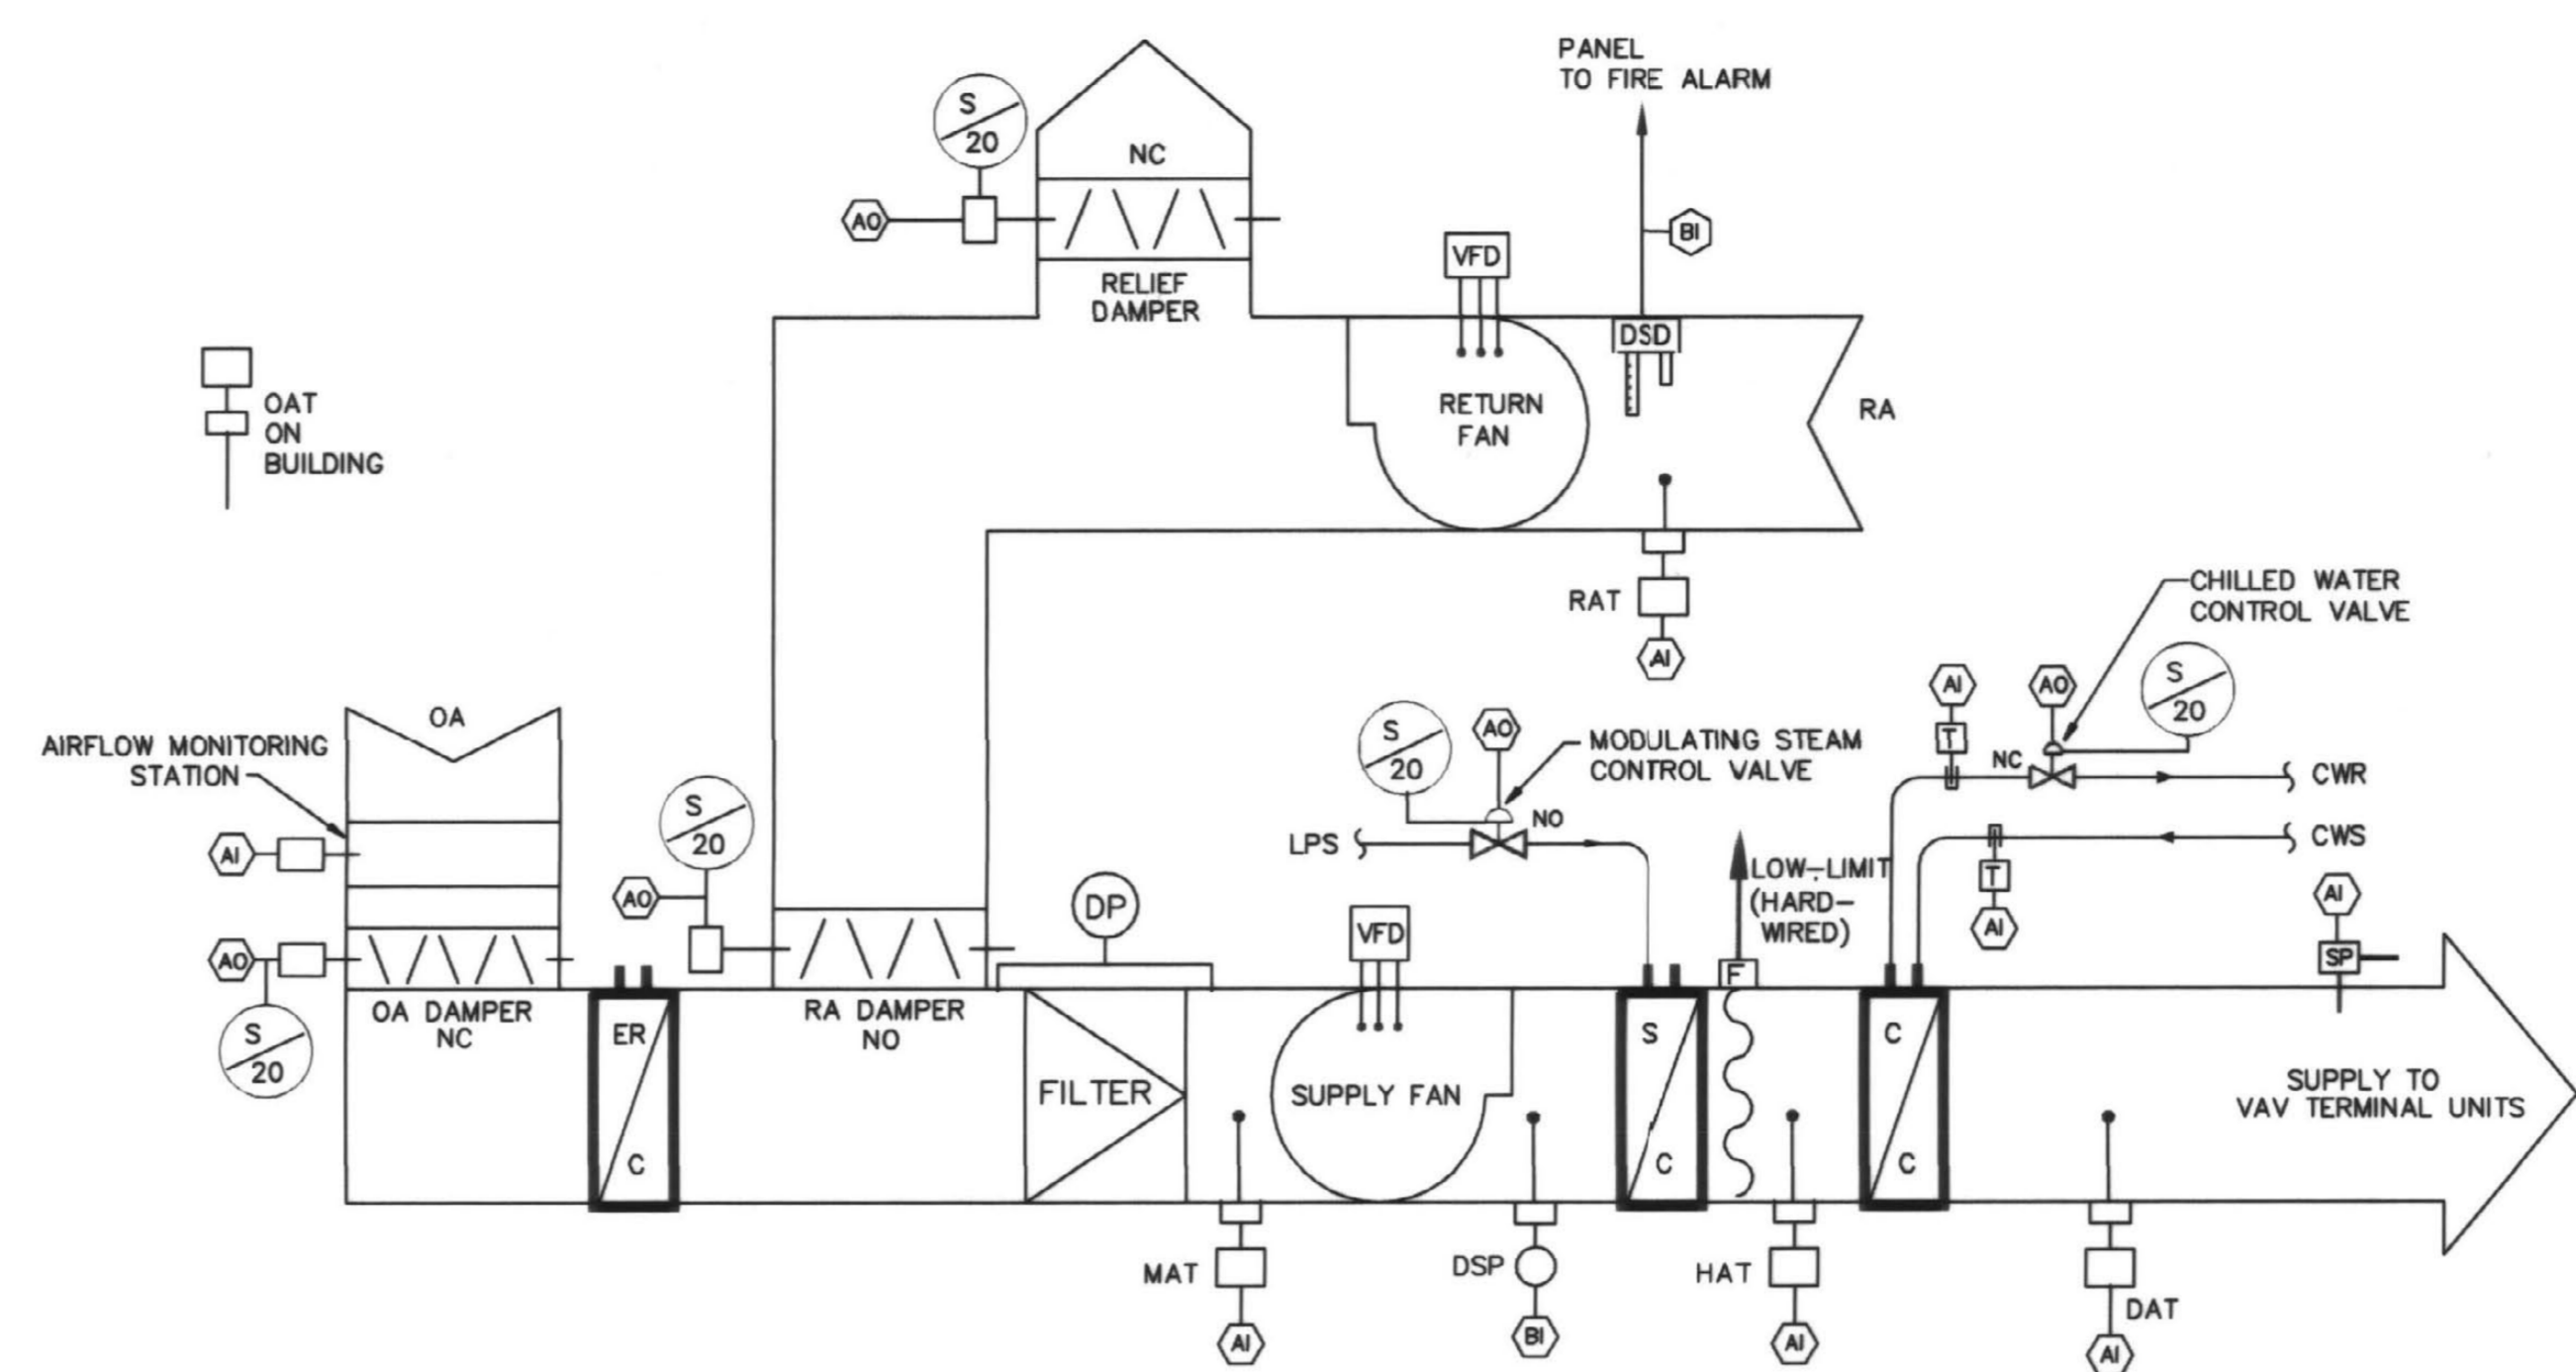 PANEL
TO FIRE ALARM
S
20
NC
AO
BI
VFD
RELIEF
DAMPER
DSD
OAT
ON
BUILDING
RETURN
FAN
RA
RAT
AI
CHILLED WATER
CONTROL VALVE
S
20
AI
AO
OA
AIRFLOW MONITORING
STATION
S
20
AO
MODULATING STEAM
CONTROL VALVE
T
NC
CWR
S
20
NO
LPS
CWS
AI
AO
LOW-LIMIT
(HARD-
WIRED)
T
AI
AI
DP
VFD
AO
F
SP
OA DAMPER
NC
S
20
ER
C
RA DAMPER
NO
FILTER
SUPPLY FAN
S
C
C
C
SUPPLY TO
VAV TERMINAL UNITS
MAT
AI
DSP
BI
HAT
AI
DAT
AI